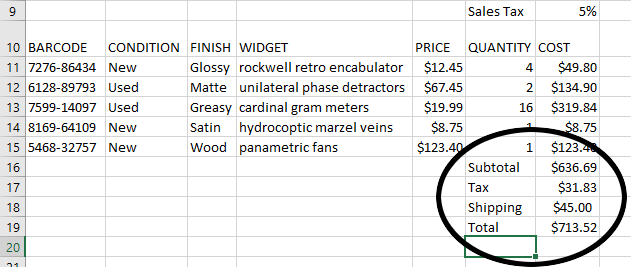 9 Sales Tax 5%
10 BARCODE CONDITION FINISH WIDGET PRICE QUANTITY COST
11 7276-86434 New Glossy rockwell retro encabulator $12.45 4 $49.80
12 6128-89793 Used Matte unilateral phase detractors $67.45 2 $134.90
13 7599-14097 Used Greasy cardinal gram meters $19.99 16 $319.84
14 8169-64109 New Satin hydrocoptic marzel veins $8.75 1 $8.75
15 5468-32757 New Wood panametric fans $123.40 1 $123.40
16 Subtotal $636.69
17 Tax $31.83
18 Shipping $45.00
19 Total $713.52
20
21